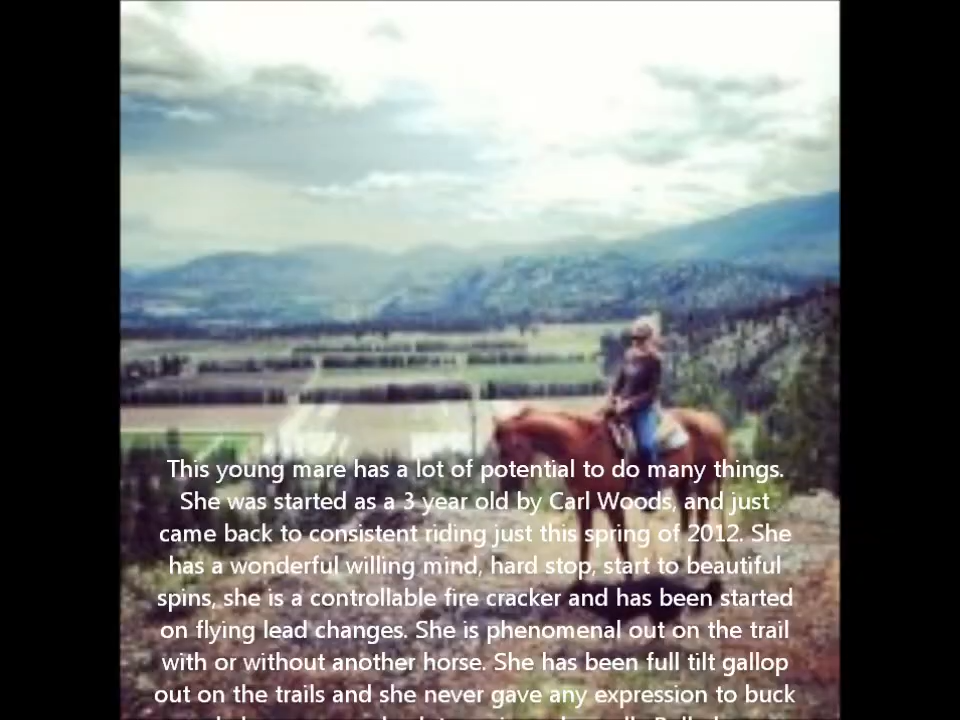 This young mare has a lot of potential to do many things.
She was started as a 3 year old by Carl Woods, and just
came back to consistent riding just this spring of 2012. She
has a wonderful willing mind, hard stop, start to beautiful
spins, she is a controllable fire cracker and has been started
on flying lead changes. She is phenomenal out on the trail
with or without another horse. She has been full tilt gallop
out on the trails and she never gave any expression to buck